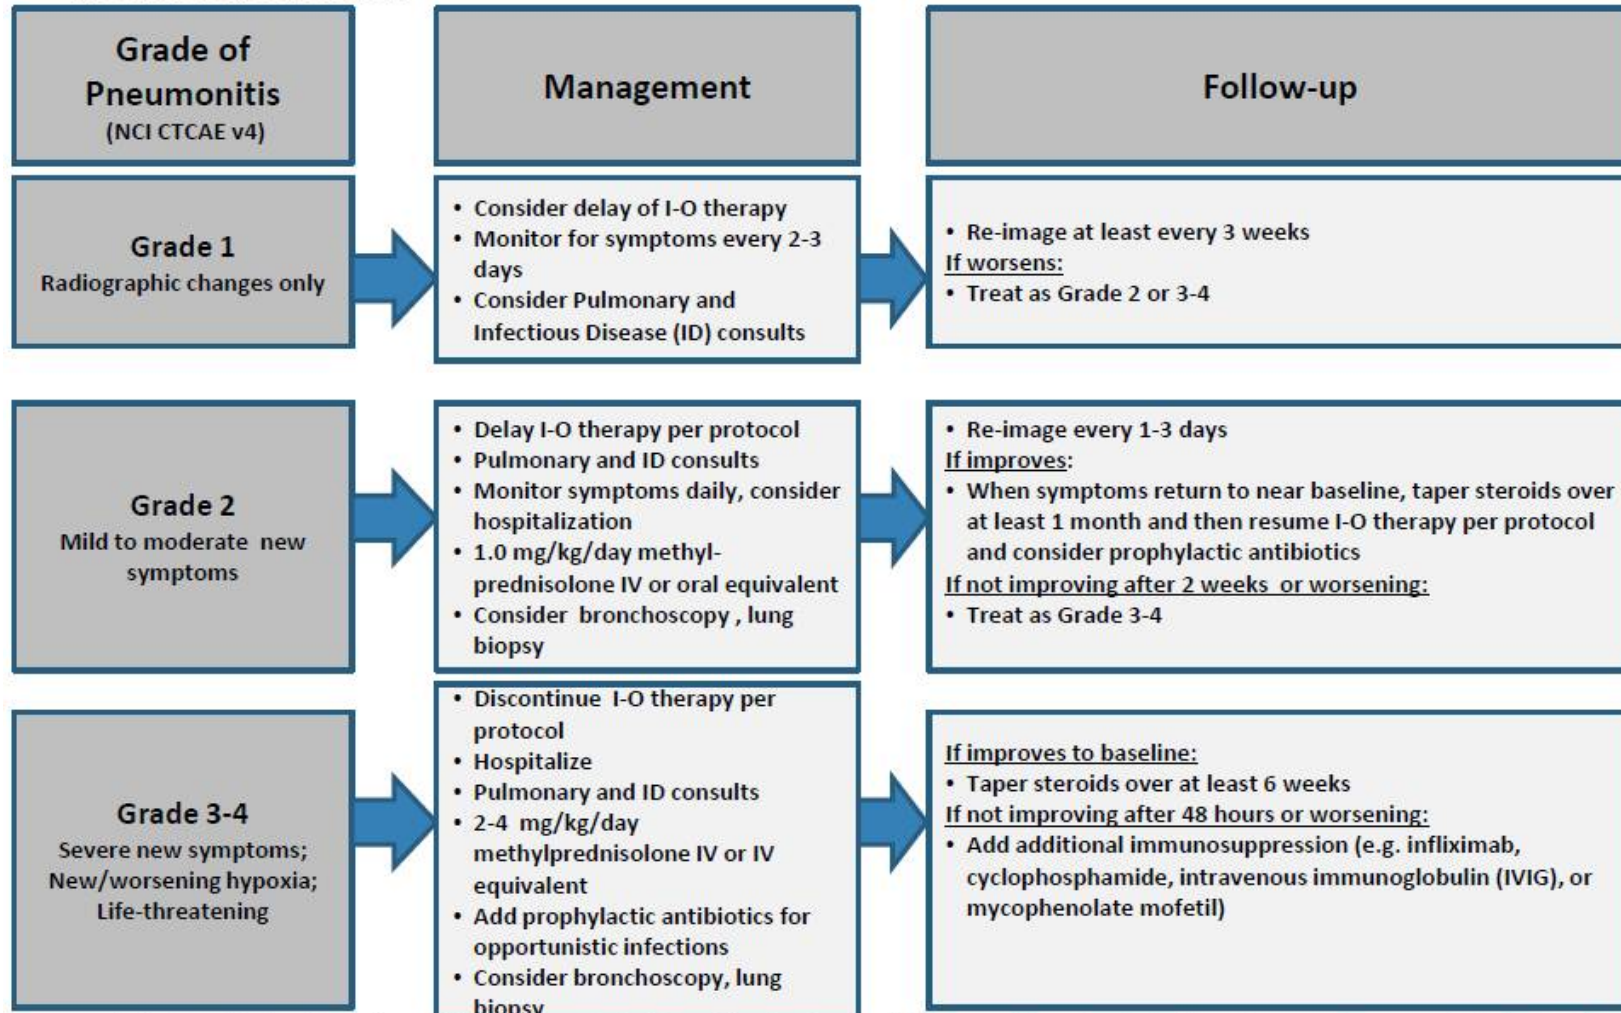 Grade of
Pneumonitis
(NCI CTCAE v4)
Management
Follow-up
Grade 1
Radiographic changes only
• Consider delay of I-O therapy
• Monitor for symptoms every 2-3
days
• Consider Pulmonary and
Infectious Disease (ID) consults
• Re-image at least every 3 weeks
If worsens:
• Treat as Grade 2 or 3-4
Grade 2
Mild to moderate new
symptoms
• Delay I-O therapy per protocol
• Pulmonary and ID consults
• Monitor symptoms daily, consider
hospitalization
• 1.0 mg/kg/day methyl-
prednisolone IV or oral equivalent
• Consider bronchoscopy , lung
biopsy
• Re-image every 1-3 days
If improves:
• When symptoms return to near baseline, taper steroids over
at least 1 month and then resume I-O therapy per protocol
and consider prophylactic antibiotics
If not improving after 2 weeks or worsening:
• Treat as Grade 3-4
Grade 3-4
Severe new symptoms;
New/worsening hypoxia;
Life-threatening
• Discontinue I-O therapy per
protocol
• Hospitalize
• Pulmonary and ID consults
• 2-4 mg/kg/day
methylprednisolone IV or IV
equivalent
• Add prophylactic antibiotics for
opportunistic infections
• Consider bronchoscopy, lung
biopsy
If improves to baseline:
• Taper steroids over at least 6 weeks
If not improving after 48 hours or worsening:
• Add additional immunosuppression (e.g. infliximab,
cyclophosphamide, intravenous immunoglobulin (IVIG), or
mycophenolate mofetil)